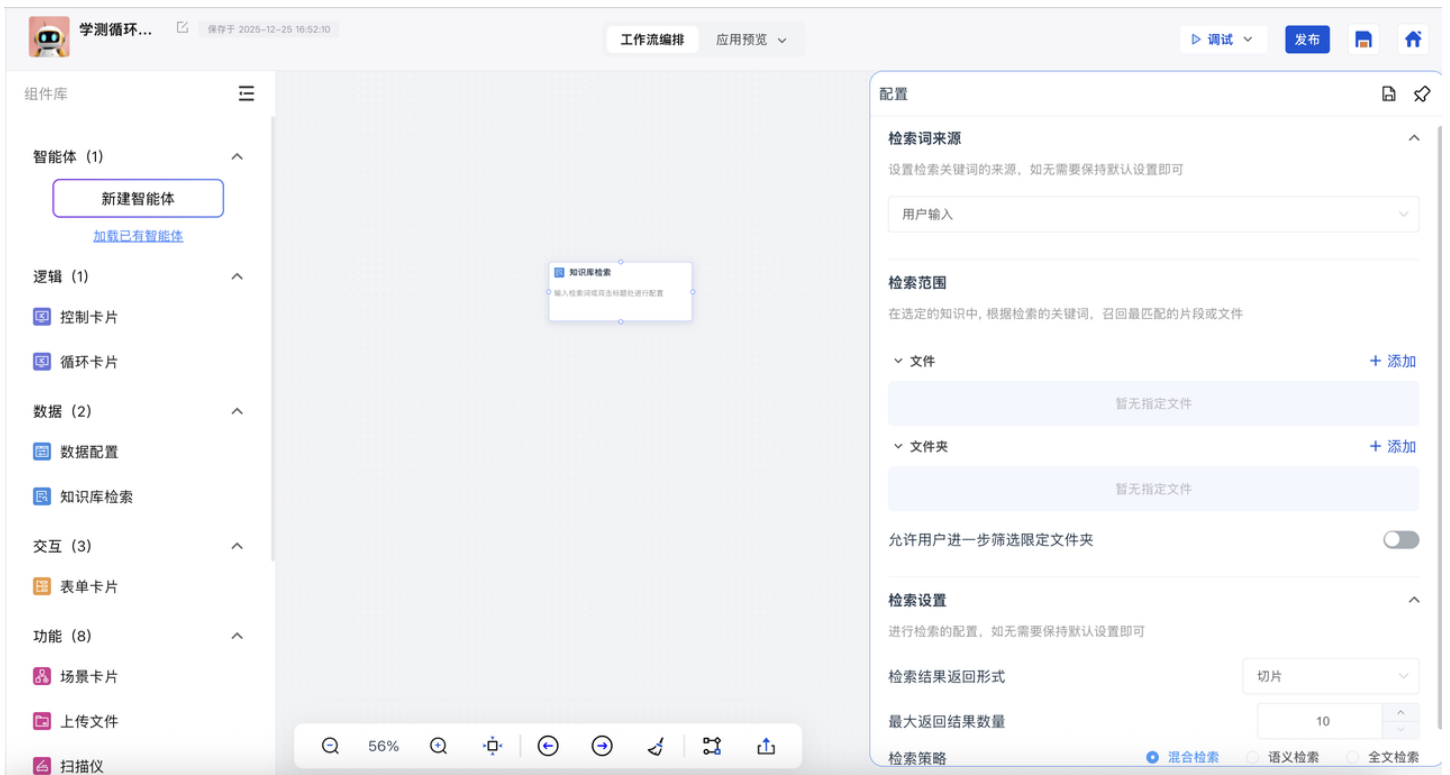 学测循环...
保存于 2025-12-25 16:52:10
工作流编排
应用预览
调试
发布
组件库
智能体 (1)
新建智能体
加载已有智能体
逻辑 (1)
控制卡片
循环卡片
数据 (2)
数据配置
知识库检索
交互 (3)
表单卡片
功能 (8)
场景卡片
上传文件
扫描仪
知识库检索
输入检索词或双击标题处进行配置
56%
配置
检索词来源
设置检索关键词的来源，如无需要保持默认设置即可
用户输入
检索范围
在选定的知识中, 根据检索的关键词，召回最匹配的片段或文件
文件
+ 添加
暂无指定文件
文件夹
+ 添加
暂无指定文件
允许用户进一步筛选限定文件夹
检索设置
进行检索的配置，如无需要保持默认设置即可
检索结果返回形式
切片
最大返回结果数量
10
检索策略
混合检索
语义检索
全文检索